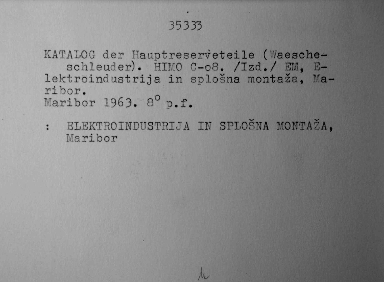 35333
KATALOG der Hauptreserveteile (Waesche-
schleuder). HIMO C-o8. /Izd./ EM, E-
lektroindustrija in splošna montaža, Ma-
ribor.
Maribor 1963. 8° p.f.
: ELEKTROINDUSTRIJA IN SPLOŠNA MONTAŽA,
Maribor